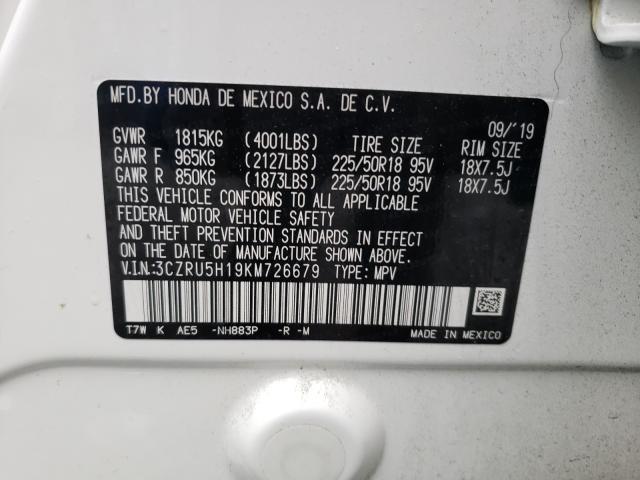 MFD.BY HONDA DE MEXICO S.A. DE C.V.
09/'19
GVWR 1815KG (4001LBS) TIRE SIZE RIM SIZE
GAWR F 965KG (2127LBS) 225/50R18 95V 18X7.5J
GAWR R 850KG (1873LBS) 225/50R18 95V 18X7.5J
THIS VEHICLE CONFORMS TO ALL APPLICABLE
FEDERAL MOTOR VEHICLE SAFETY
AND THEFT PREVENTION STANDARDS IN EFFECT
ON THE DATE OF MANUFACTURE SHOWN ABOVE.
V.I.N.:3CZRU5H19KM726679 TYPE: MPV
T7W K AE5 -NH883P -R -M MADE IN MEXICO